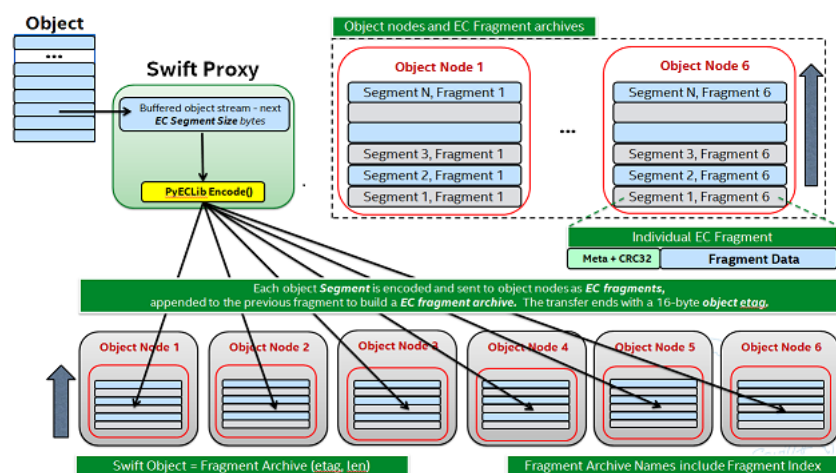 Object
...
Swift Proxy
Buffered object stream - next
EC Segment Size bytes
PyECLib Encode()
Object nodes and EC Fragment archives
Object Node 1
Segment N, Fragment 1
Segment 3, Fragment 1
Segment 2, Fragment 1
Segment 1, Fragment 1
...
Object Node 6
Segment N, Fragment 6
Segment 3, Fragment 6
Segment 2, Fragment 6
Segment 1, Fragment 6
Individual EC Fragment
Meta + CRC32
Fragment Data
Each object Segment is encoded and sent to object nodes as EC fragments,
appended to the previous fragment to build a EC fragment archive. The transfer ends with a 16-byte object etag.
Object Node 1
Object Node 2
Object Node 3
Object Node 4
Object Node 5
Object Node 6
Swift Object = Fragment Archive (etag, len)
Fragment Archive Names include Fragment Index